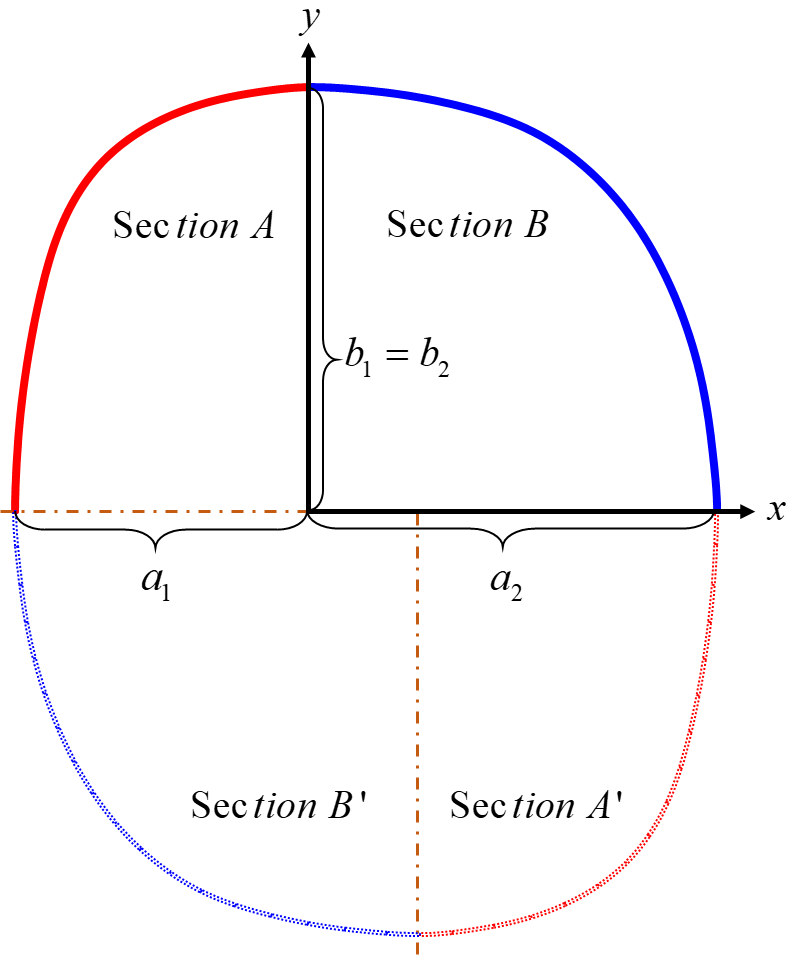 y
Section A
Section B
b₁ = b₂
x
a₁
a₂
Section B'
Section A'